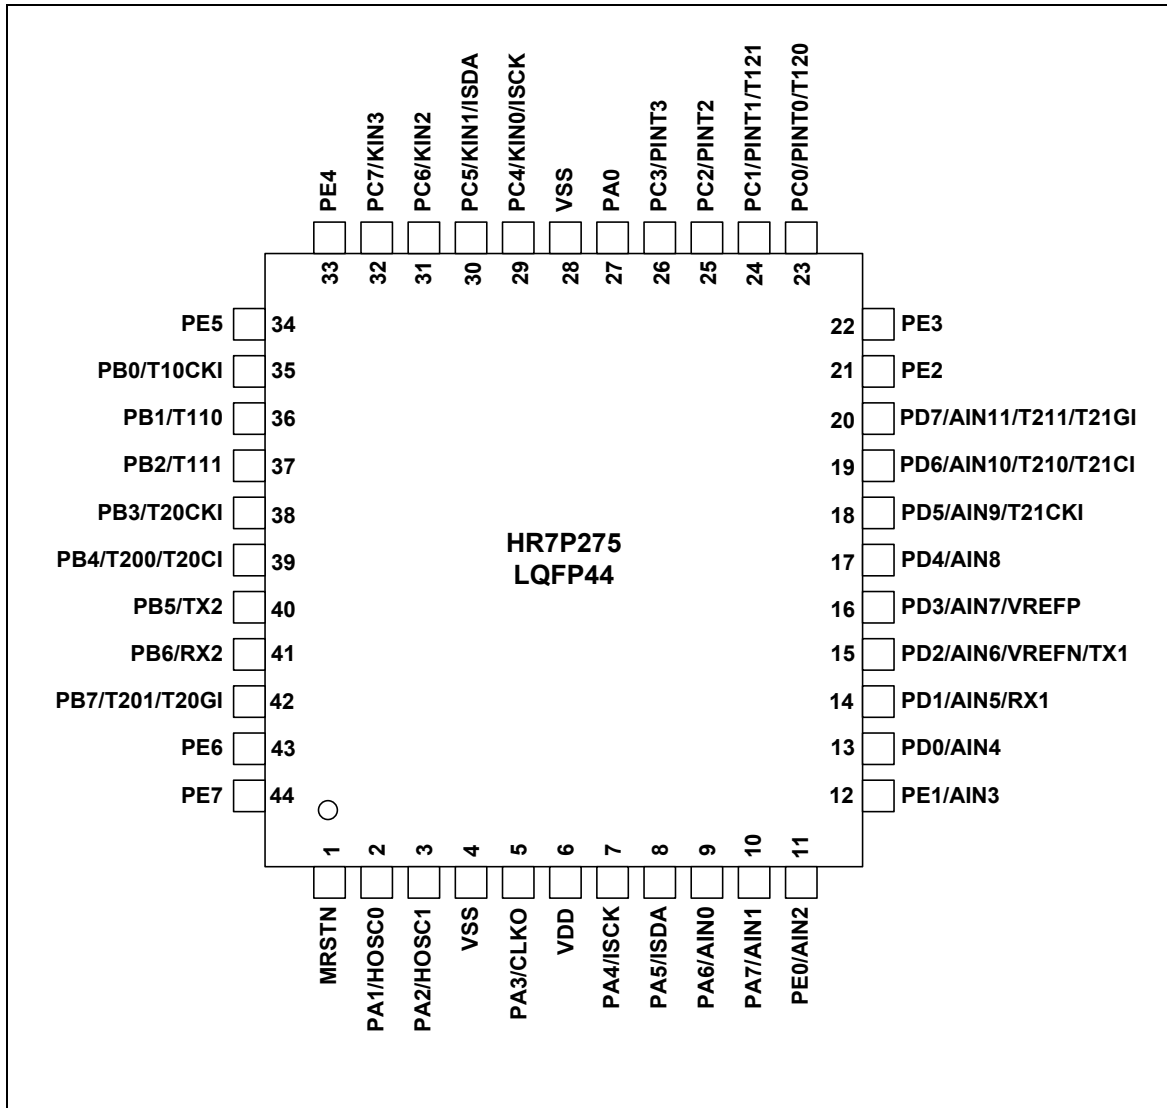 PE4
PC7/KIN3
PC6/KIN2
PC5/KIN1/ISDA
PC4/KIN0/ISCK
VSS
PA0
PC3/PINT3
PC2/PINT2
PC1/PINT1/T121
PC0/PINT0/T120
33
32
31
30
29
28
27
26
25
24
23
PE5 34
PB0/T10CKI 35
PB1/T110 36
PB2/T111 37
PB3/T20CKI 38
PB4/T200/T20CI 39
PB5/TX2 40
PB6/RX2 41
PB7/T201/T20GI 42
PE6 43
PE7 44
HR7P275
LQFP44
22 PE3
21 PE2
20 PD7/AIN11/T211/T21GI
19 PD6/AIN10/T210/T21CI
18 PD5/AIN9/T21CKI
17 PD4/AIN8
16 PD3/AIN7/VREFP
15 PD2/AIN6/VREFN/TX1
14 PD1/AIN5/RX1
13 PD0/AIN4
12 PE1/AIN3
1
2
3
4
5
6
7
8
9
10
11
MRSTN
PA1/HOSC0
PA2/HOSC1
VSS
PA3/CLKO
VDD
PA4/ISCK
PA5/ISDA
PA6/AIN0
PA7/AIN1
PE0/AIN2